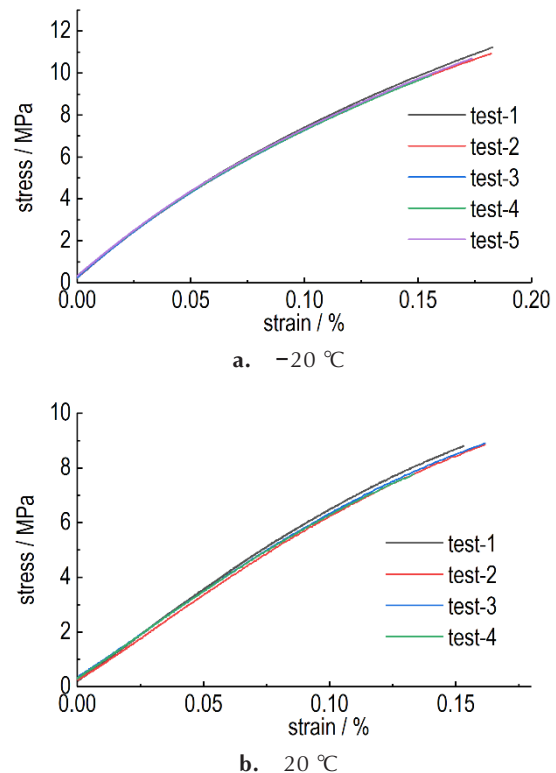 12
10
8
6
4
2
0
stress / MPa
test-1
test-2
test-3
test-4
test-5
0.00 0.05 0.10 0.15 0.20
strain / %
a. −20 ℃
10
8
6
4
2
0
stress / MPa
test-1
test-2
test-3
test-4
0.00 0.05 0.10 0.15
strain / %
b. 20 ℃